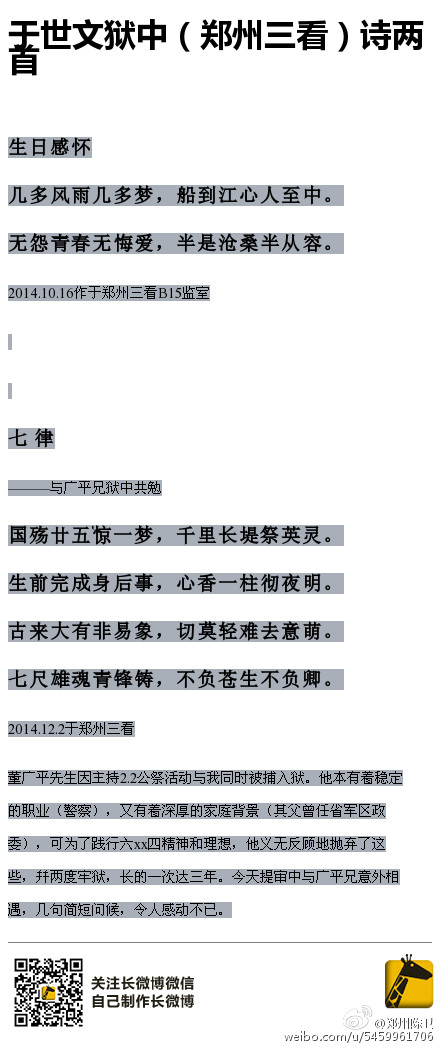 于世文狱中（郑州三看）诗两
首
生日感怀
几多风雨几多梦，船到江心人至中。
无怨青春无悔爱，半是沧桑半从容。
2014.10.16作于郑州三看B15监室
七 律
———与广平兄狱中共勉
国殇廿五惊一梦，千里长堤祭英灵。
生前完成身后事，心香一柱彻夜明。
古来大有非易象，切莫轻难去意萌。
七尺雄魂青锋铸，不负苍生不负卿。
2014.12.2于郑州三看
董广平先生因主持2.2公祭活动与我同时被捕入狱。他本有着稳定
的职业（警察），又有着深厚的家庭背景（其父曾任省军区政
委），可为了践行六xx四精神和理想，他义无反顾地抛弃了这
些，幷两度牢狱，长的一次达三年。今天提审中与广平兄意外相
遇，几句简短问候，令人感动不已。
关注长微博微信
自己制作长微博
@郑州陈卫
weibo.com/u/5459961706